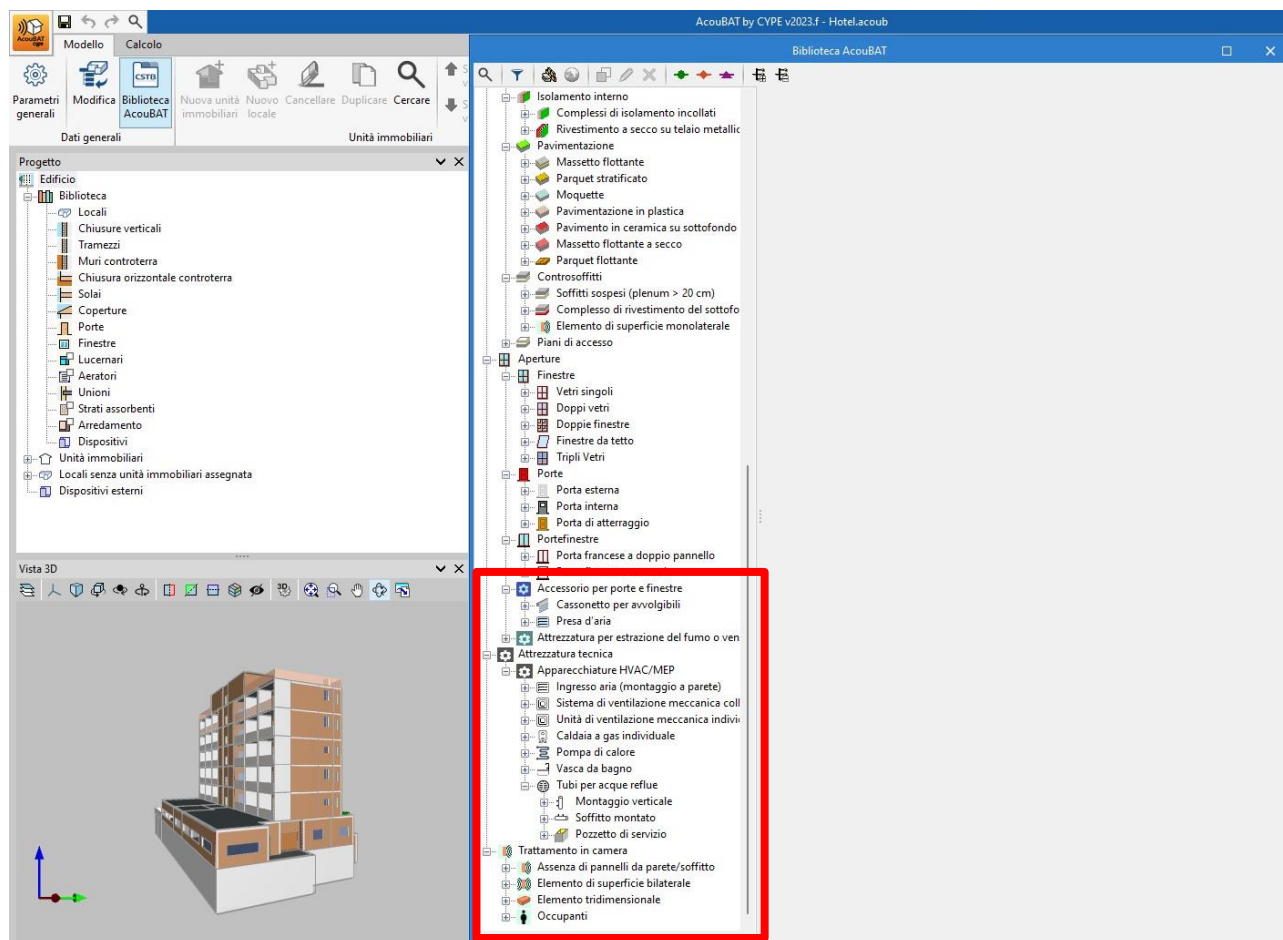 AcouBAT by CYPE v2023.f - Hotel.acoub
AcouBAT
cype
Modello Calcolo
Parametri generali
Modifica
CSTB
Biblioteca AcouBAT
Nuova unità immobiliari
Nuovo locale
Cancellare
Duplicare
Cercare
Dati generali
Unità immobiliari
Progetto
Edificio
Biblioteca
Locali
Chiusure verticali
Tramezzi
Muri controterra
Chiusura orizzontale controterra
Solai
Coperture
Porte
Finestre
Lucernari
Aeratori
Unioni
Strati assorbenti
Arredamento
Dispositivi
Unità immobiliari
Locali senza unità immobiliari assegnata
Dispositivi esterni
Vista 3D
3D
Biblioteca AcouBAT
Isolamento interno
Complessi di isolamento incollati
Rivestimento a secco su telaio metallic
Pavimentazione
Massetto flottante
Parquet stratificato
Moquette
Pavimentazione in plastica
Pavimento in ceramica su sottofondo
Massetto flottante a secco
Parquet flottante
Controsoffitti
Soffitti sospesi (plenum > 20 cm)
Complesso di rivestimento del sottofo
Elemento di superficie monolaterale
Piani di accesso
Aperture
Finestre
Vetri singoli
Doppi vetri
Doppie finestre
Finestre da tetto
Tripli Vetri
Porte
Porta esterna
Porta interna
Porta di atterraggio
Portefinestre
Porta francese a doppio pannello
Accessorio per porte e finestre
Cassonetto per avvolgibili
Presa d'aria
Attrezzatura per estrazione del fumo o ven
Attrezzatura tecnica
Apparecchiature HVAC/MEP
Ingresso aria (montaggio a parete)
Sistema di ventilazione meccanica coll
Unità di ventilazione meccanica indivi
Caldaia a gas individuale
Pompa di calore
Vasca da bagno
Tubi per acque reflue
Montaggio verticale
Soffitto montato
Pozzetto di servizio
Trattamento in camera
Assenza di pannelli da parete/soffitto
Elemento di superficie bilaterale
Elemento tridimensionale
Occupanti